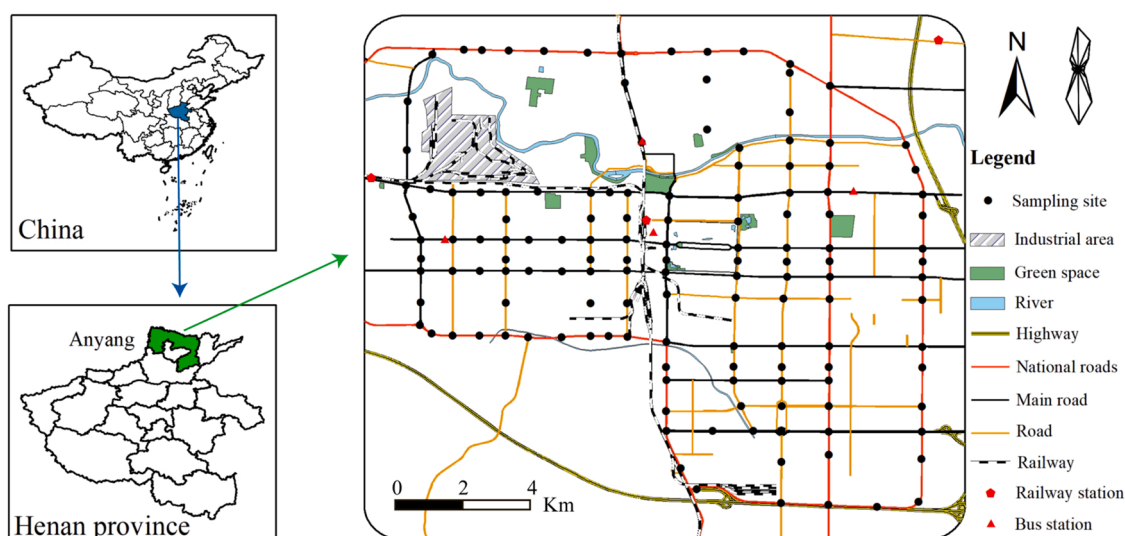 China
Anyang
Henan province
0
2
4
Km
N
Legend
Sampling site
Industrial area
Green space
River
Highway
National roads
Main road
Road
Railway
Railway station
Bus station